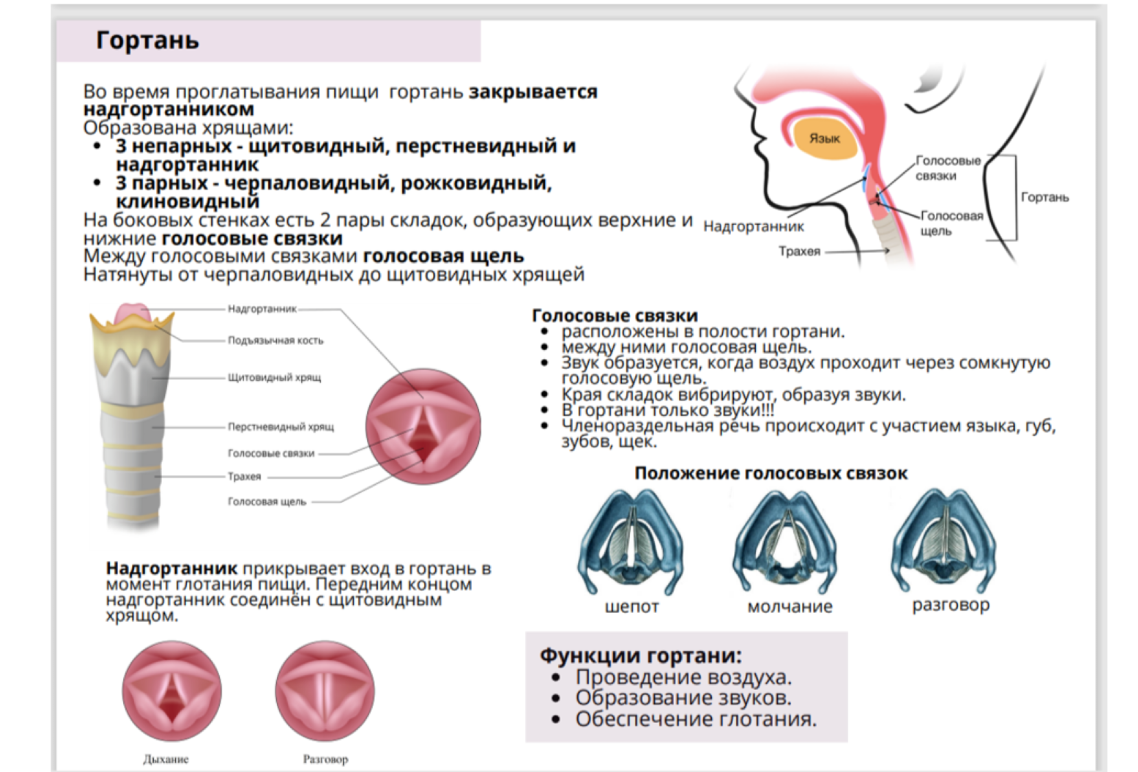 Гортань
Во время проглатывания пищи гортань закрывается
надгортанником
Образована хрящами:
• 3 непарных - щитовидный, перстневидный и
надгортанник
• 3 парных - черпаловидный, рожковидный,
клиновидный
На боковых стенках есть 2 пары складок, образующих верхние и
нижние голосовые связки
Между голосовыми связками голосовая щель
Натянуты от черпаловидных до щитовидных хрящей
Язык
Голосовые
связки
Гортань
Голосовая
щель
Надгортанник
Трахея
Надгортанник
Подъязычная кость
Щитовидный хрящ
Перстневидный хрящ
Голосовые связки
Трахея
Голосовая щель
Голосовые связки
• расположены в полости гортани.
• между ними голосовая щель.
• Звук образуется, когда воздух проходит через сомкнутую
голосовую щель.
• Края складок вибрируют, образуя звуки.
• В гортани только звуки!!!
• Членораздельная речь происходит с участием языка, губ,
зубов, щек.
Положение голосовых связок
шепот
молчание
разговор
Надгортанник прикрывает вход в гортань в
момент глотания пищи. Передним концом
надгортанник соединён с щитовидным
хрящом.
Дыхание
Разговор
Функции гортани:
• Проведение воздуха.
• Образование звуков.
• Обеспечение глотания.